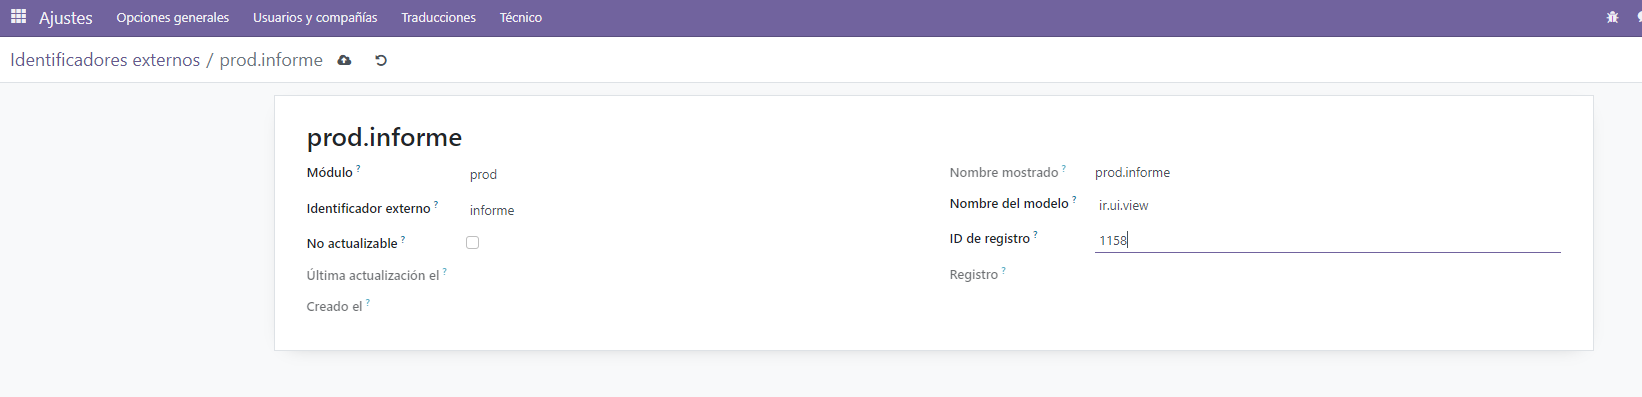 Ajustes Opciones generales Usuarios y compañías Traducciones Técnico
Identificadores externos / prod.informe
prod.informe
Módulo ? prod
Identificador externo ? informe
No actualizable ?
Última actualización el ?
Creado el ?
Nombre mostrado ? prod.informe
Nombre del modelo ? ir.ui.view
ID de registro ? 1158
Registro ?